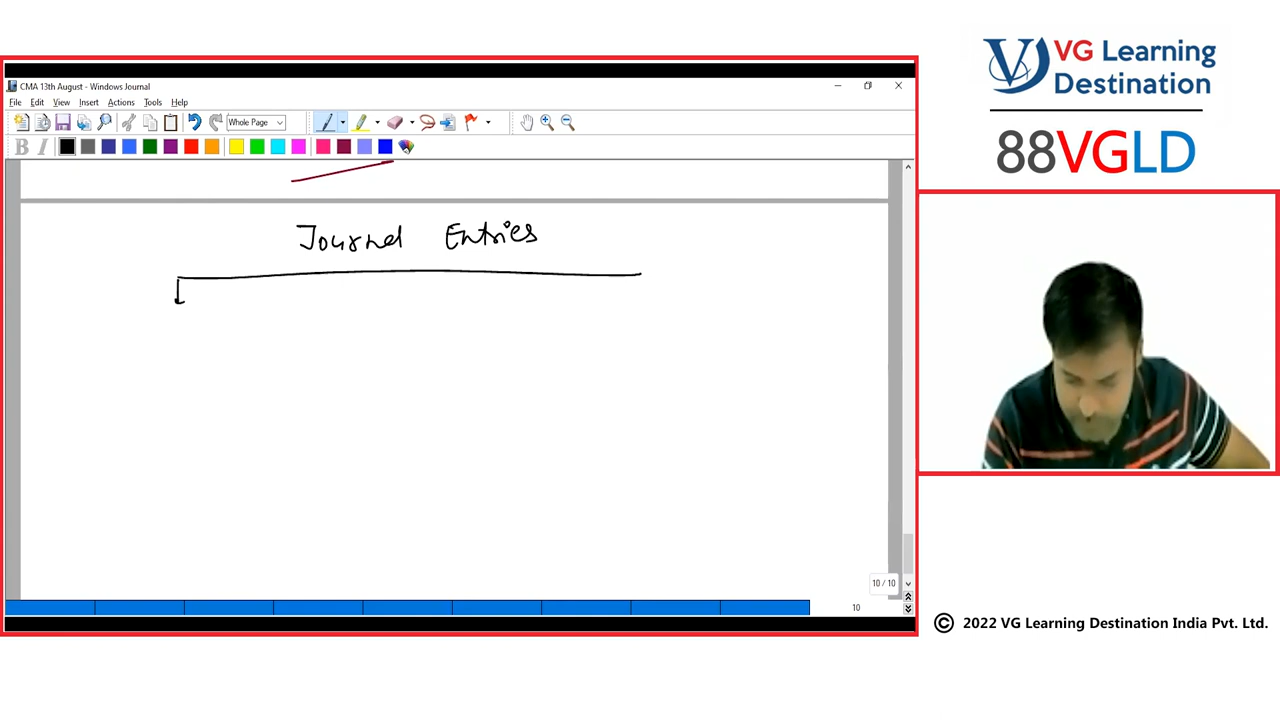 CMA 13th August - Windows Journal
File Edit View Insert Actions Tools Help
Whole Page
B I
Journal Entries
10 / 10
10
VG Learning
Destination
88VGLD
© 2022 VG Learning Destination India Pvt. Ltd.